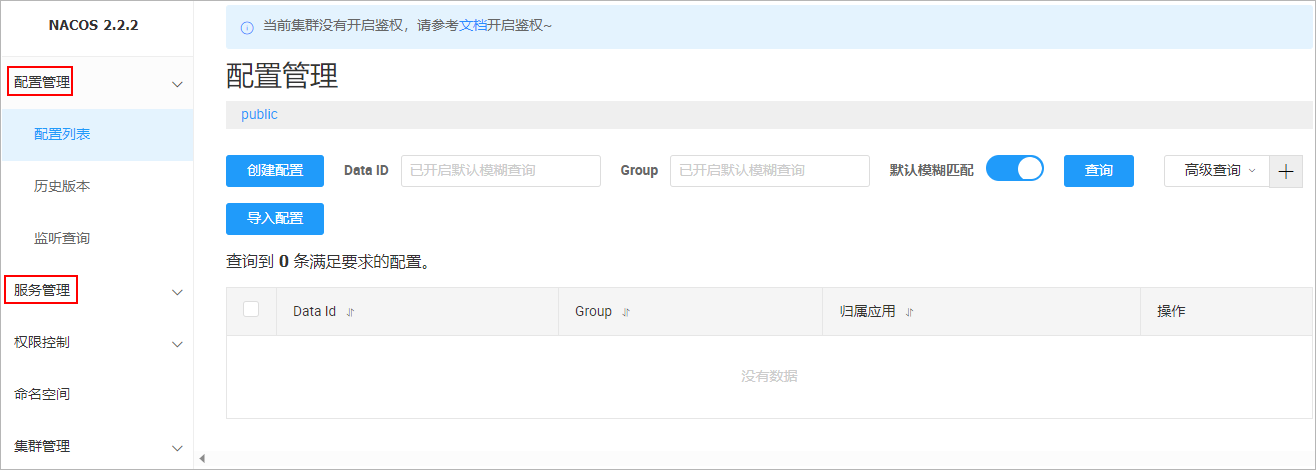 NACOS 2.2.2
配置管理
配置列表
历史版本
监听查询
服务管理
权限控制
命名空间
集群管理
当前集群没有开启鉴权，请参考文档开启鉴权~
配置管理
public
创建配置 Data ID 已开启默认模糊查询 Group 已开启默认模糊查询 默认模糊匹配 查询 高级查询
导入配置
查询到 0 条满足要求的配置。
Data Id Group 归属应用 操作
没有数据